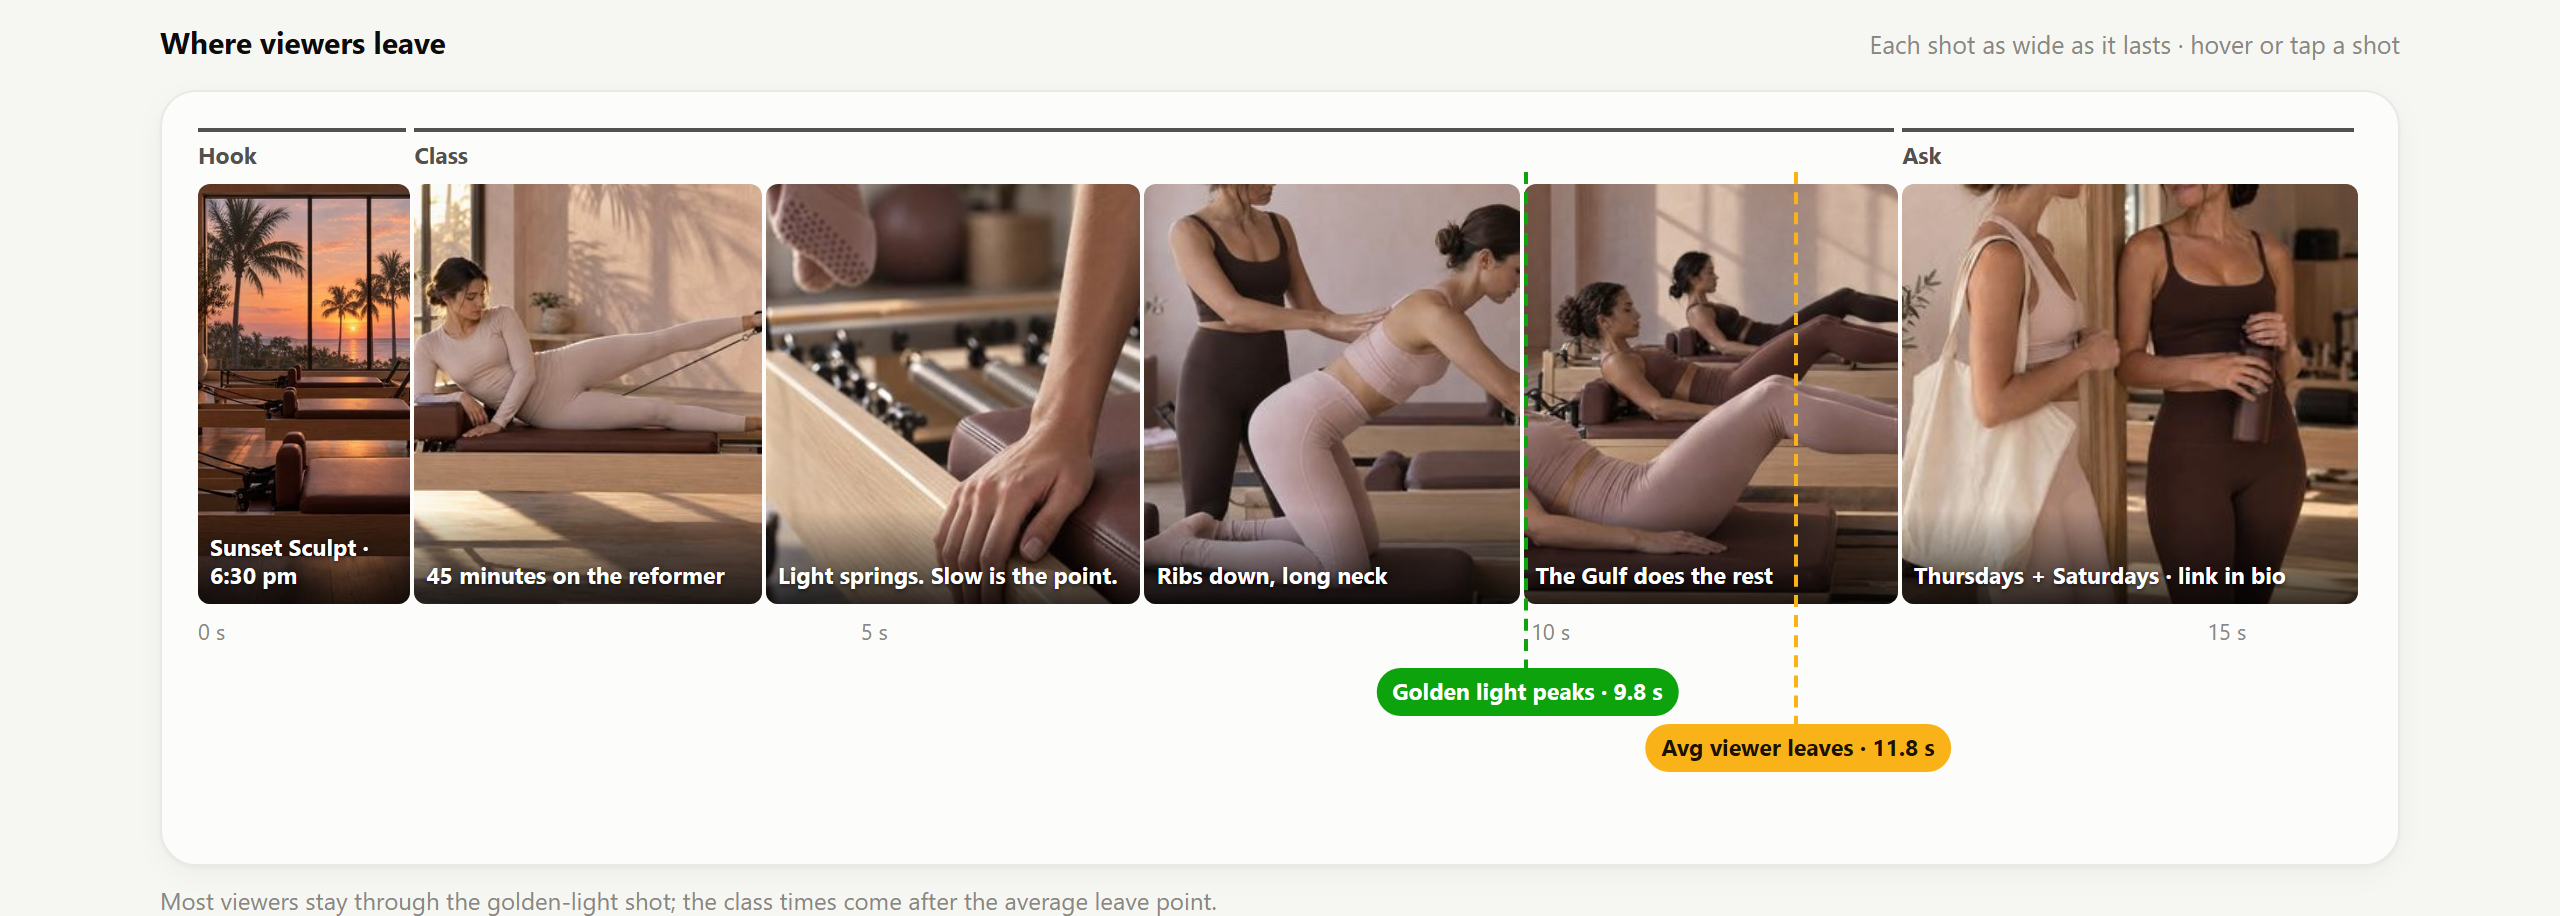 Where viewers leave
Each shot as wide as it lasts · hover or tap a shot
Hook
Class
Ask
Sunset Sculpt ·
6:30 pm
45 minutes on the reformer
Light springs. Slow is the point.
Ribs down, long neck
The Gulf does the rest
Thursdays + Saturdays · link in bio
0 s
5 s
10 s
15 s
Golden light peaks · 9.8 s
Avg viewer leaves · 11.8 s
Most viewers stay through the golden-light shot; the class times come after the average leave point.